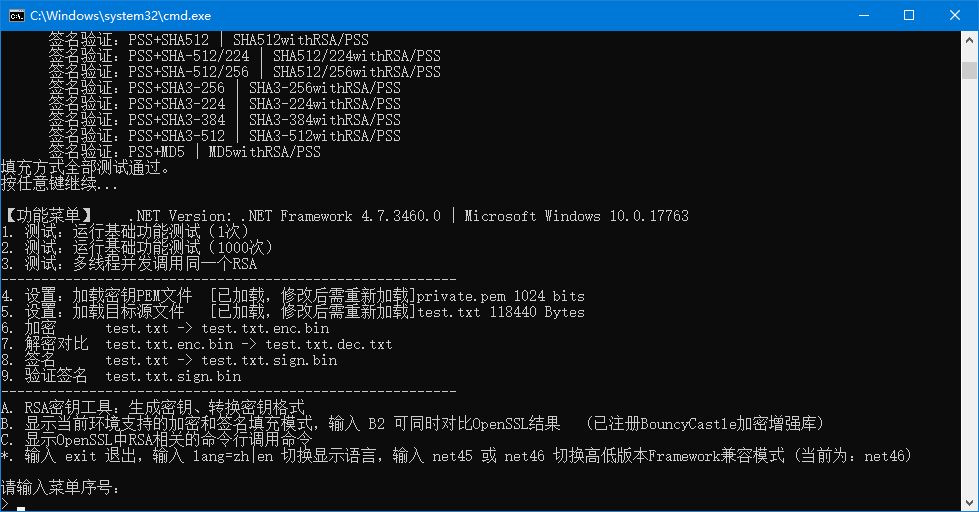 C:\Windows\system32\cmd.exe
签名验证：PSS+SHA512 | SHA512withRSA/PSS
签名验证：PSS+SHA-512/224 | SHA512/224withRSA/PSS
签名验证：PSS+SHA-512/256 | SHA512/256withRSA/PSS
签名验证：PSS+SHA3-256 | SHA3-256withRSA/PSS
签名验证：PSS+SHA3-224 | SHA3-224withRSA/PSS
签名验证：PSS+SHA3-384 | SHA3-384withRSA/PSS
签名验证：PSS+SHA3-512 | SHA3-512withRSA/PSS
签名验证：PSS+MD5 | MD5withRSA/PSS
填充方式全部测试通过。
按任意键继续...
【功能菜单】    .NET Version: .NET Framework 4.7.3460.0 | Microsoft Windows 10.0.17763
1. 测试：运行基础功能测试（1次）
2. 测试：运行基础功能测试（1000次）
3. 测试：多线程并发调用同一个RSA
---------------------------------------------------------
4. 设置：加载密钥PEM文件  [已加载，修改后需重新加载]private.pem 1024 bits
5. 设置：加载目标源文件   [已加载，修改后需重新加载]test.txt 118440 Bytes
6. 加密      test.txt -> test.txt.enc.bin
7. 解密对比  test.txt.enc.bin -> test.txt.dec.txt
8. 签名      test.txt -> test.txt.sign.bin
9. 验证签名  test.txt.sign.bin
---------------------------------------------------------
A. RSA密钥工具：生成密钥、转换密钥格式
B. 显示当前环境支持的加密和签名填充模式，输入 B2 可同时对比OpenSSL结果  （已注册BouncyCastle加密增强库）
C. 显示OpenSSL中RSA相关的命令行调用命令
*. 输入 exit 退出，输入 lang=zh|en 切换显示语言，输入 net45 或 net46 切换高低版本Framework兼容模式（当前为：net46）
请输入菜单序号：
> _